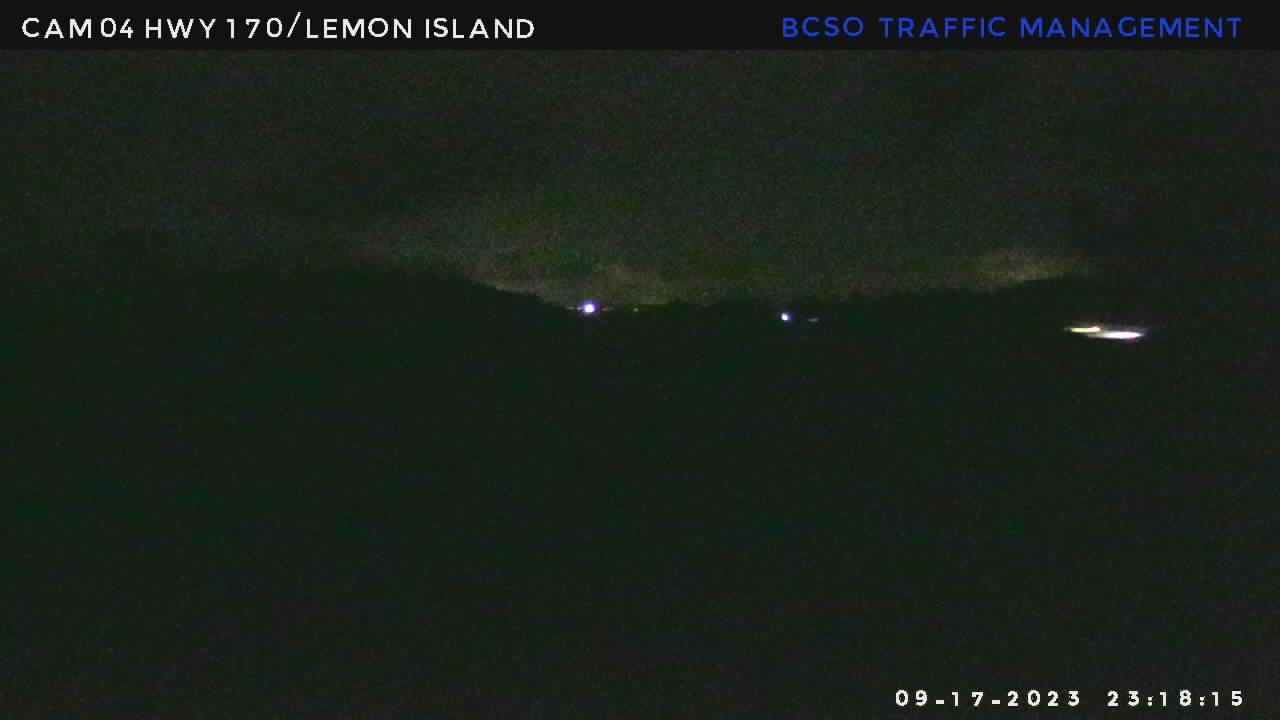 CAM04 HWY 170/LEMON ISLAND
BCSO TRAFFIC MANAGEMENT
09-17-2023 23:18:15